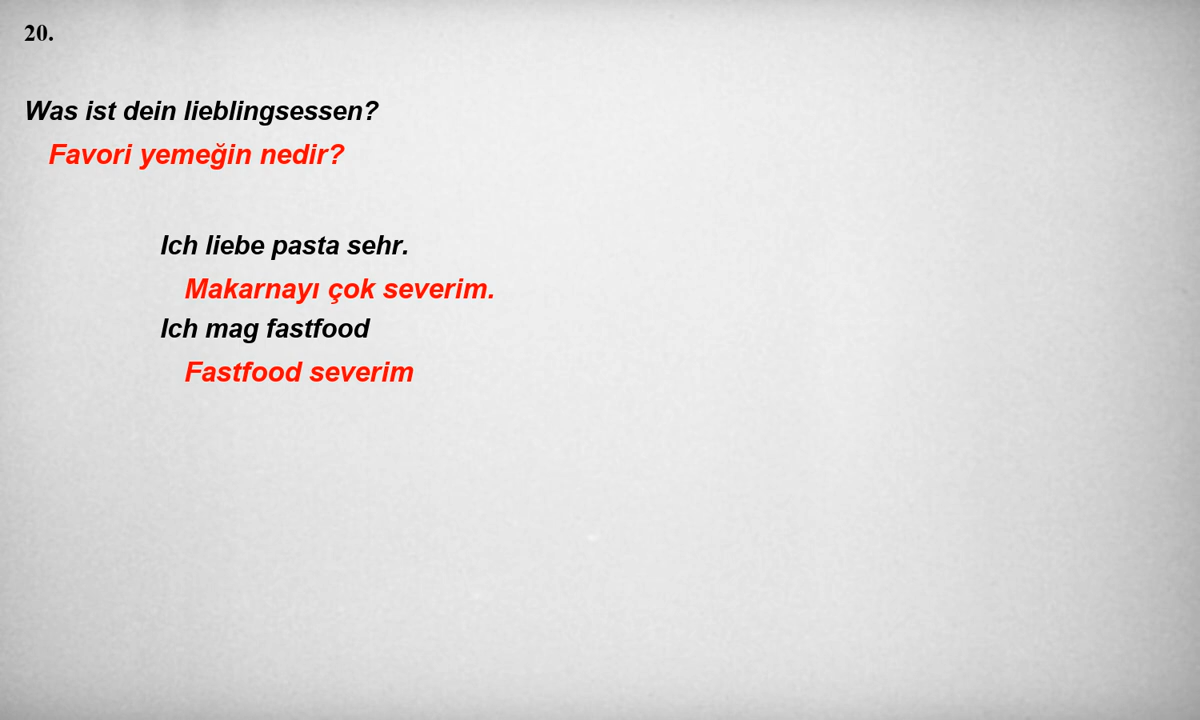 20.
Was ist dein lieblingsessen?
Favori yemeğin nedir?
Ich liebe pasta sehr.
Makarnayı çok severim.
Ich mag fastfood
Fastfood severim